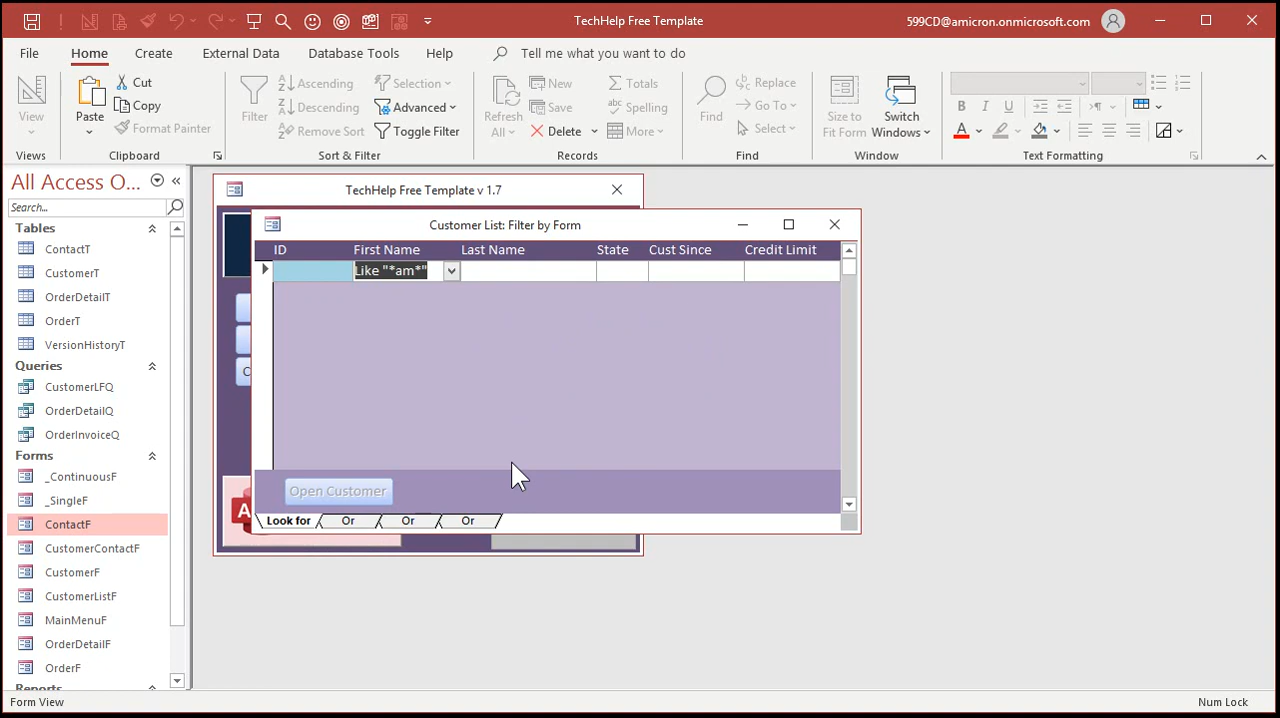 TechHelp Free Template
599CD@amicron.onmicrosoft.com
File
Home
Create
External Data
Database Tools
Help
Tell me what you want to do
View
Views
Paste
Cut
Copy
Format Painter
Clipboard
Filter
Ascending
Descending
Remove Sort
Selection
Advanced
Toggle Filter
Sort & Filter
Refresh
All
New
Save
Delete
Totals
Spelling
More
Records
Find
Replace
Go To
Select
Find
Size to
Fit Form
Switch
Windows
Window
B I U
A
Text Formatting
All Access O...
Search...
Tables
ContactT
CustomerT
OrderDetailT
OrderT
VersionHistoryT
Queries
CustomerLFQ
OrderDetailQ
OrderInvoiceQ
Forms
_ContinuousF
_SingleF
ContactF
CustomerContactF
CustomerF
CustomerListF
MainMenuF
OrderDetailF
OrderF
Reports
TechHelp Free Template v 1.7
C
A
Customer List: Filter by Form
ID First Name Last Name State Cust Since Credit Limit
Like "*am*"
Open Customer
Look for Or Or Or
Form View
Num Lock